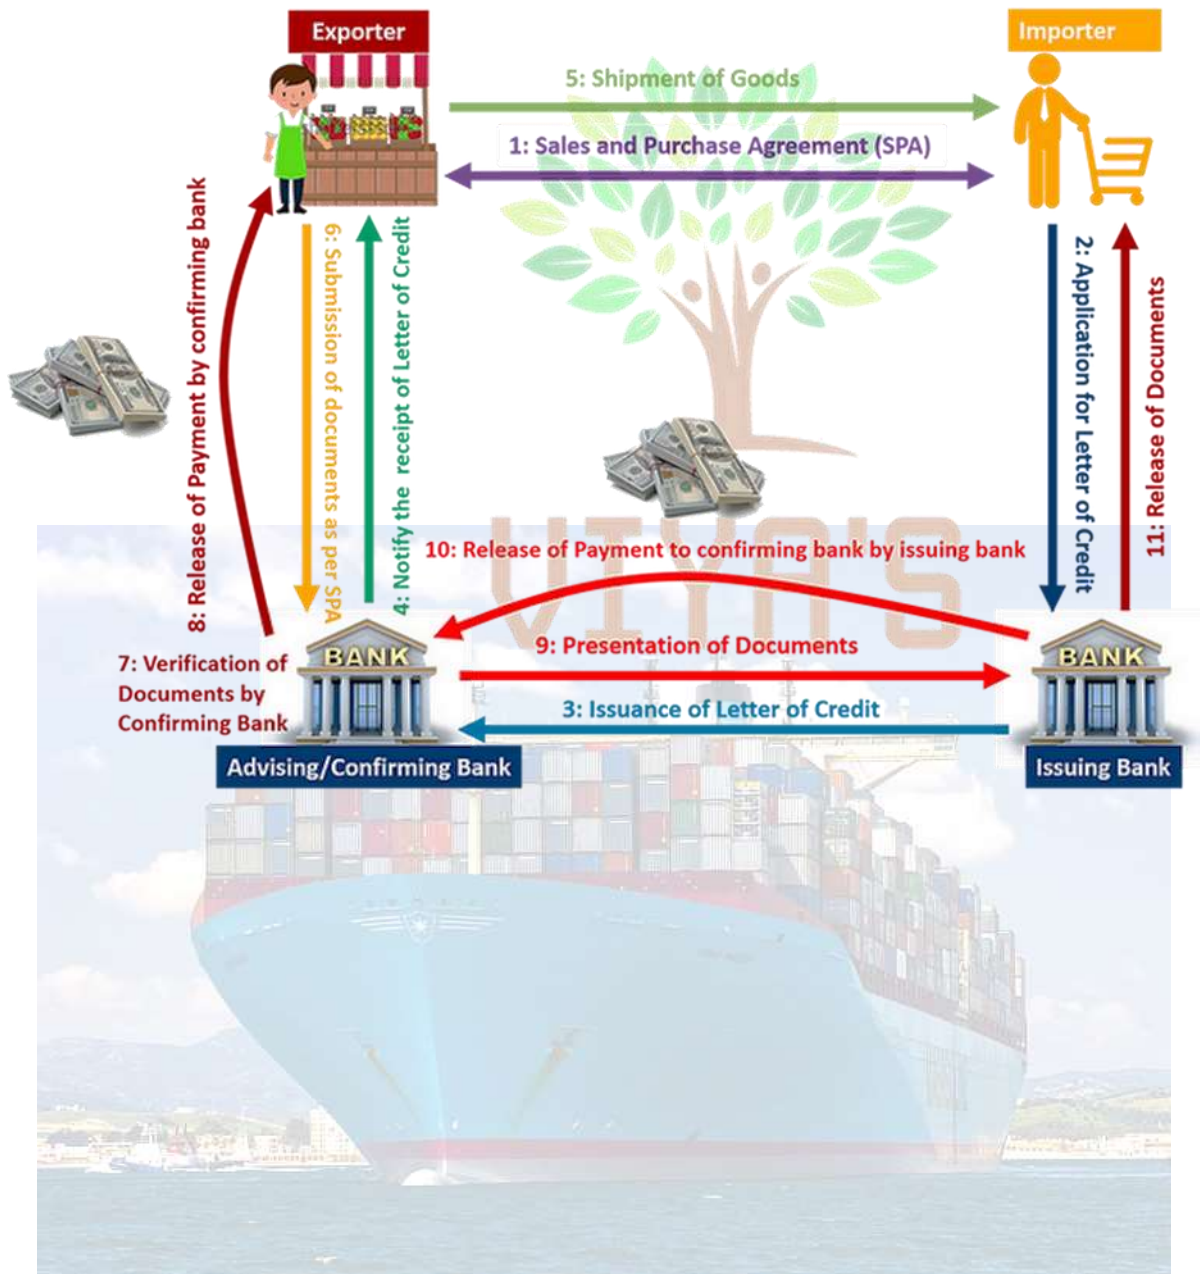 Exporter
Importer
5: Shipment of Goods
1: Sales and Purchase Agreement (SPA)
8: Release of Payment by confirming bank
6: Submission of documents as per SPA
4: Notify the receipt of Letter of Credit
2: Application for Letter of Credit
11: Release of Documents
VIYA'S
10: Release of Payment to confirming bank by issuing bank
9: Presentation of Documents
3: Issuance of Letter of Credit
7: Verification of
Documents by
Confirming Bank
BANK
BANK
Advising/Confirming Bank
Issuing Bank